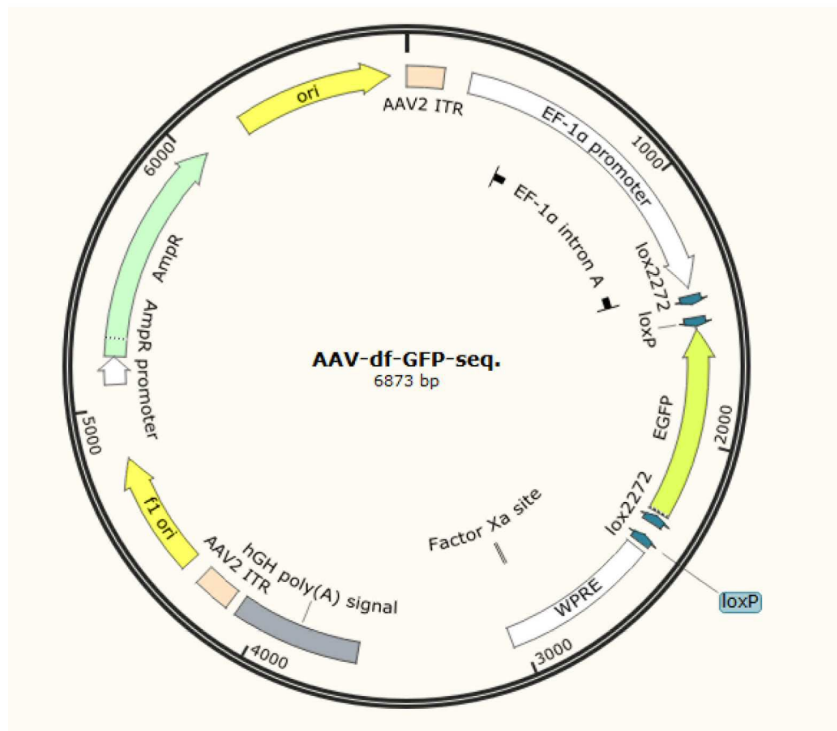 AAV-df-GFP-seq.
6873 bp
AAV2 ITR
EF-1α promoter
1000
EF-1α intron A
lox2272
loxP
EGFP
2000
lox2272
loxP
WPRE
Factor Xa site
3000
hGH poly(A) signal
4000
AAV2 ITR
f1 ori
5000
AmpR promoter
AmpR
6000
ori